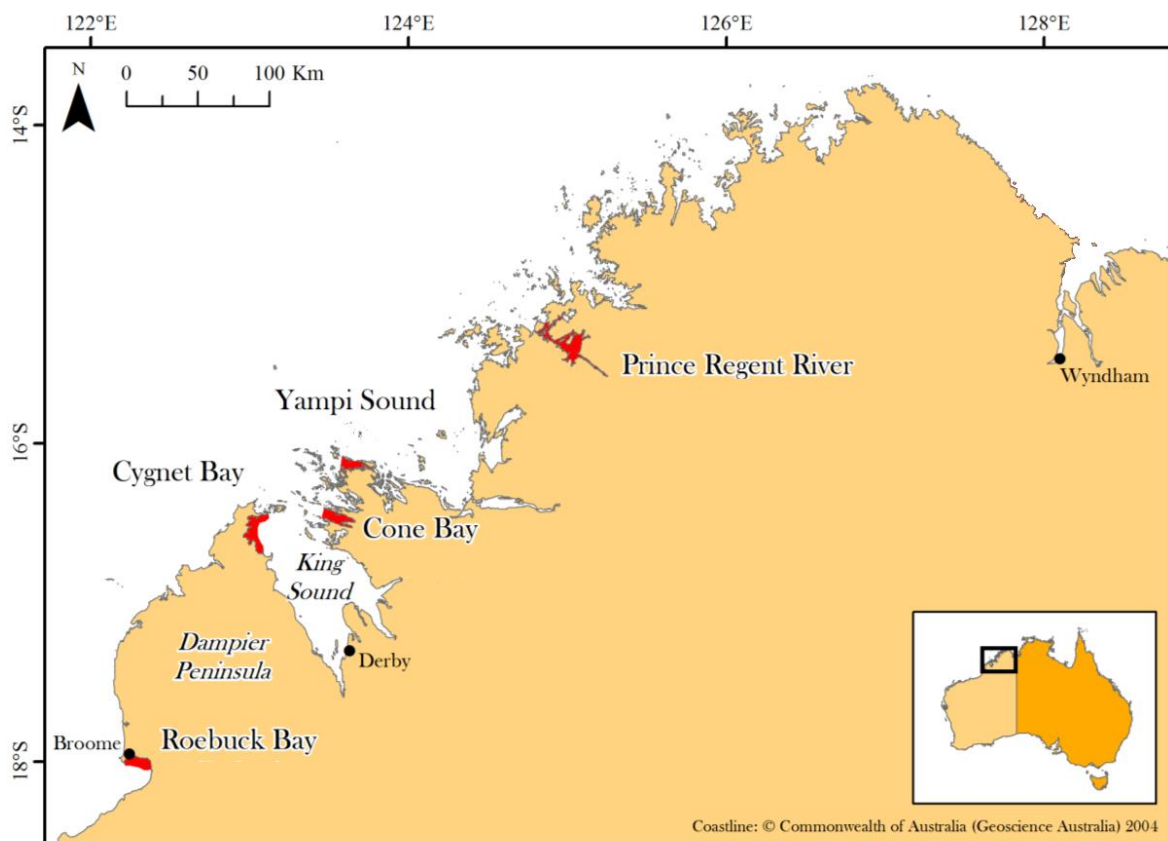 122°E 124°E 126°E 128°E
N
0 50 100 Km
14°S
Prince Regent River
Wyndham
Yampi Sound
16°S
Cygnet Bay
Cone Bay
King
Sound
Dampier
Peninsula
Derby
Broome
Roebuck Bay
18°S
Coastline: © Commonwealth of Australia (Geoscience Australia) 2004